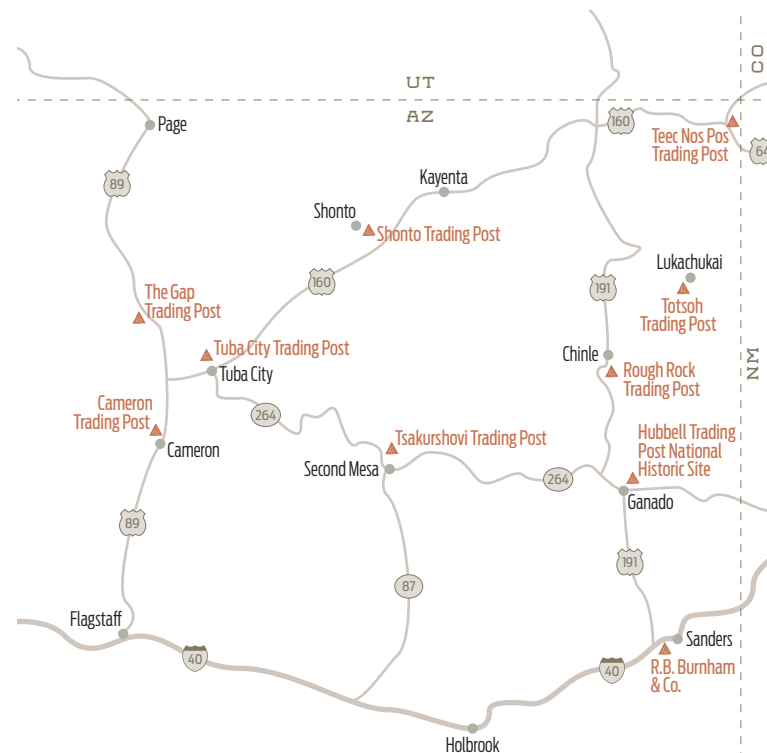 CO
UT
AZ
Page
160
Teec Nos Pos
Trading Post
64
89
Kayenta
Shonto
Shonto Trading Post
160
Lukachukai
191
Totsoh
Trading Post
The Gap
Trading Post
NM
Tuba City Trading Post
Tuba City
Chinle
Rough Rock
Trading Post
Cameron
Trading Post
264
Cameron
Tsakurshovi Trading Post
Hubbell Trading
Post National
Historic Site
Second Mesa
264
Ganado
89
191
87
Flagstaff
40
Sanders
40
R.B. Burnham
& Co.
Holbrook